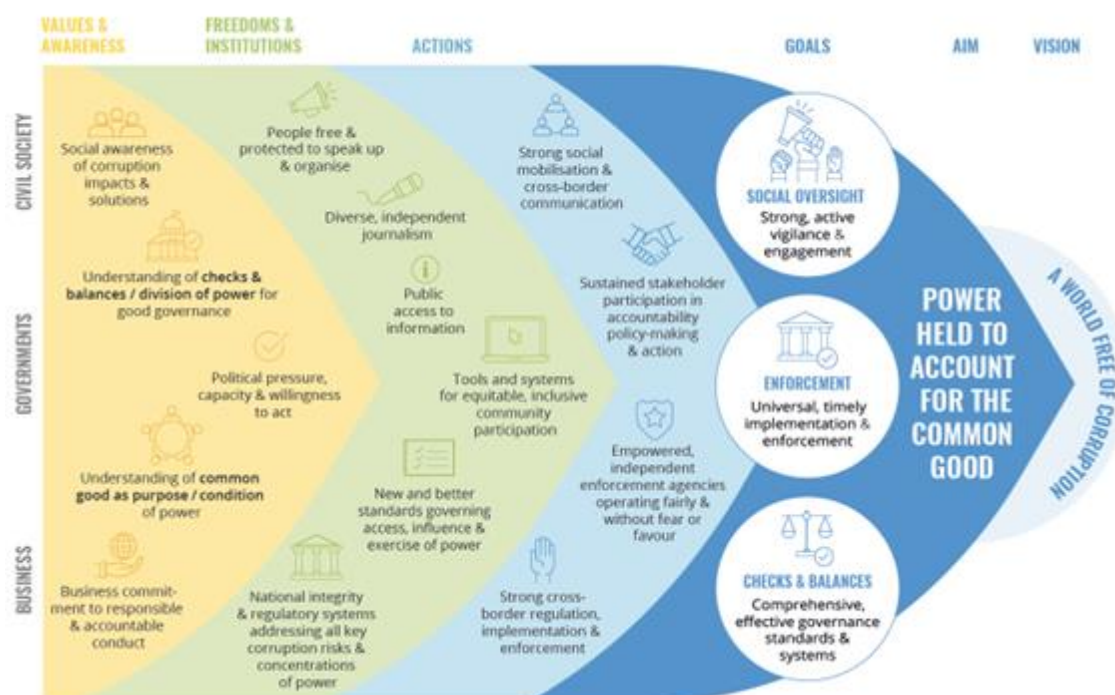 VALUES &
AWARENESS
FREEDOMS &
INSTITUTIONS
ACTIONS
GOALS
AIM
VISION
CIVIL SOCIETY
GOVERNMENTS
BUSINESS
Social awareness
of corruption
impacts &
solutions
Understanding of checks &
balances / division of power for
good governance
Political pressure,
capacity & willingness
to act
Understanding of common
good as purpose / condition
of power
Business commit-
ment to responsible
& accountable
conduct
People free &
protected to speak up
& organise
Diverse, independent
journalism
Public
access to
information
Tools and systems
for equitable, inclusive
community
participation
New and better
standards governing
access, influence &
exercise of power
National integrity
& regulatory systems
addressing all key
corruption risks &
concentrations
of power
Strong social
mobilisation &
cross-border
communication
Sustained stakeholder
participation in
accountability
policy-making
& action
Empowered,
independent
enforcement agencies
operating fairly &
without fear or
favour
Strong cross-
border regulation,
implementation &
enforcement
SOCIAL OVERSIGHT
Strong, active
vigilance &
engagement
ENFORCEMENT
Universal, timely
implementation &
enforcement
CHECKS & BALANCES
Comprehensive,
effective governance
standards &
systems
POWER
HELD TO
ACCOUNT
FOR THE
COMMON
GOOD
A WORLD FREE OF CORRUPTION